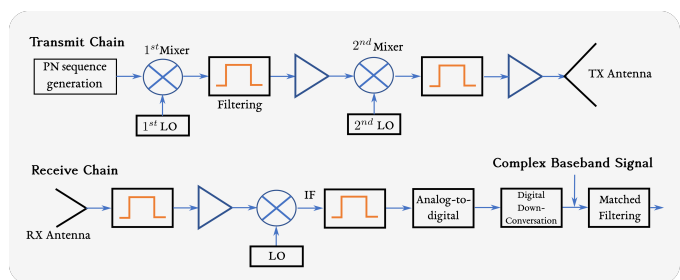 Transmit Chain
PN sequence
generation
1st Mixer
1st LO
Filtering
2nd Mixer
2nd LO
TX Antenna
Receive Chain
RX Antenna
LO
IF
Analog-to-
digital
Digital
Down-
Conversation
Complex Baseband Signal
Matched
Filtering